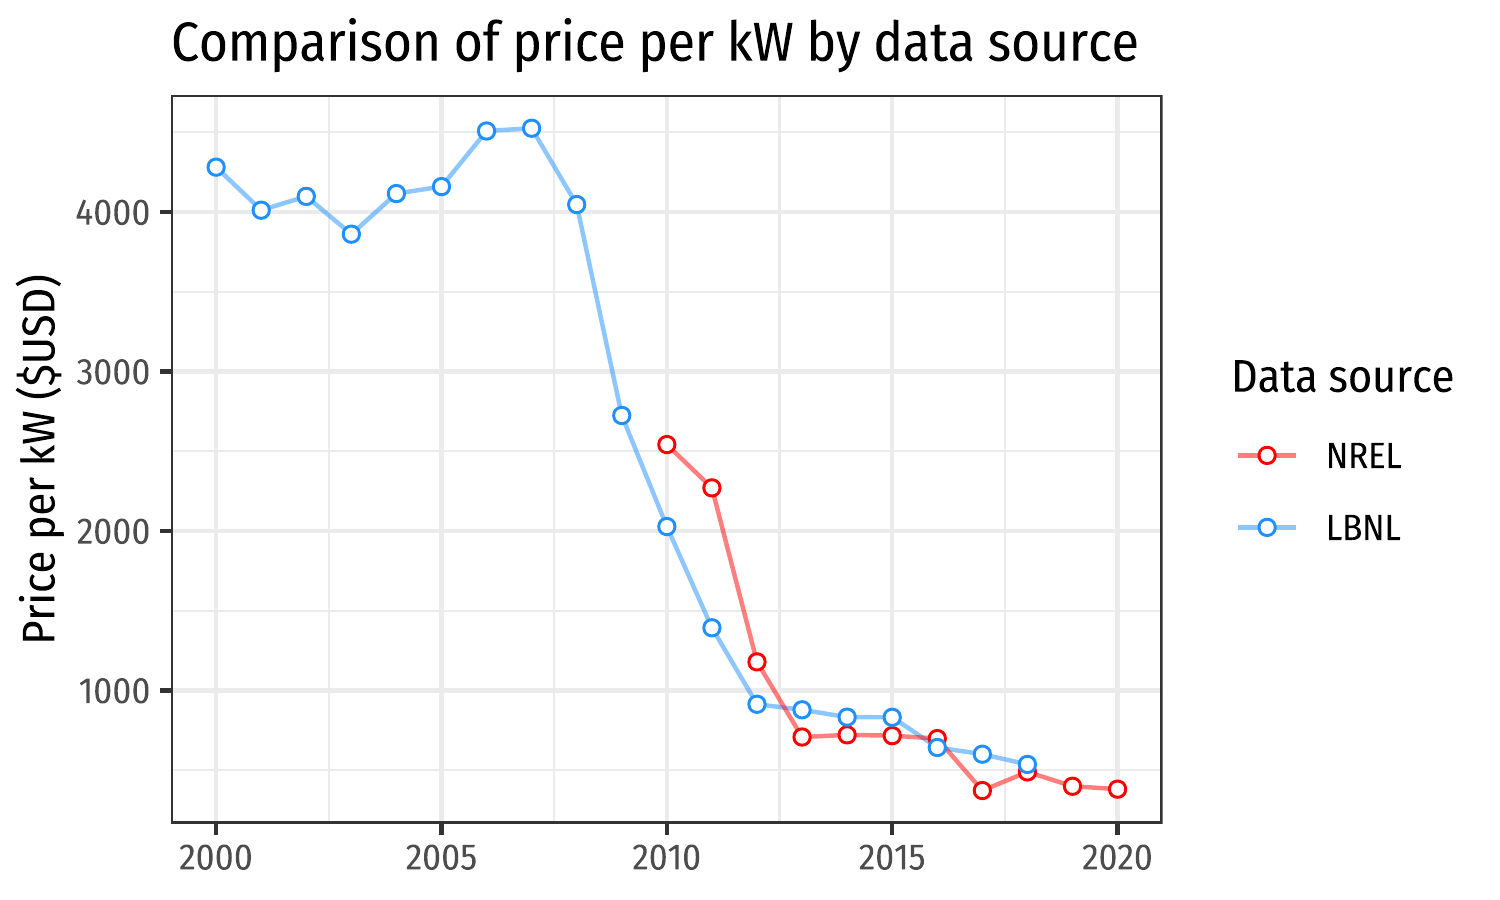 Comparison of price per kW by data source
Price per kW ($USD)
4000
3000
2000
1000
2000
2005
2010
2015
2020
Data source
NREL
LBNL